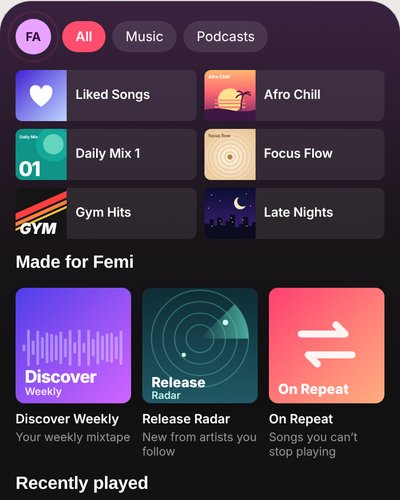 FA
All
Music
Podcasts
Liked Songs
Afro Chill
Afro Chill
Daily Mix
01
Daily Mix 1
focus flow
Focus Flow
GYM
Gym Hits
Late Nights
Made for Femi
Discover
Weekly
Release
Radar
On Repeat
Discover Weekly
Your weekly mixtape
Release Radar
New from artists you
follow
On Repeat
Songs you can't
stop playing
Recently played